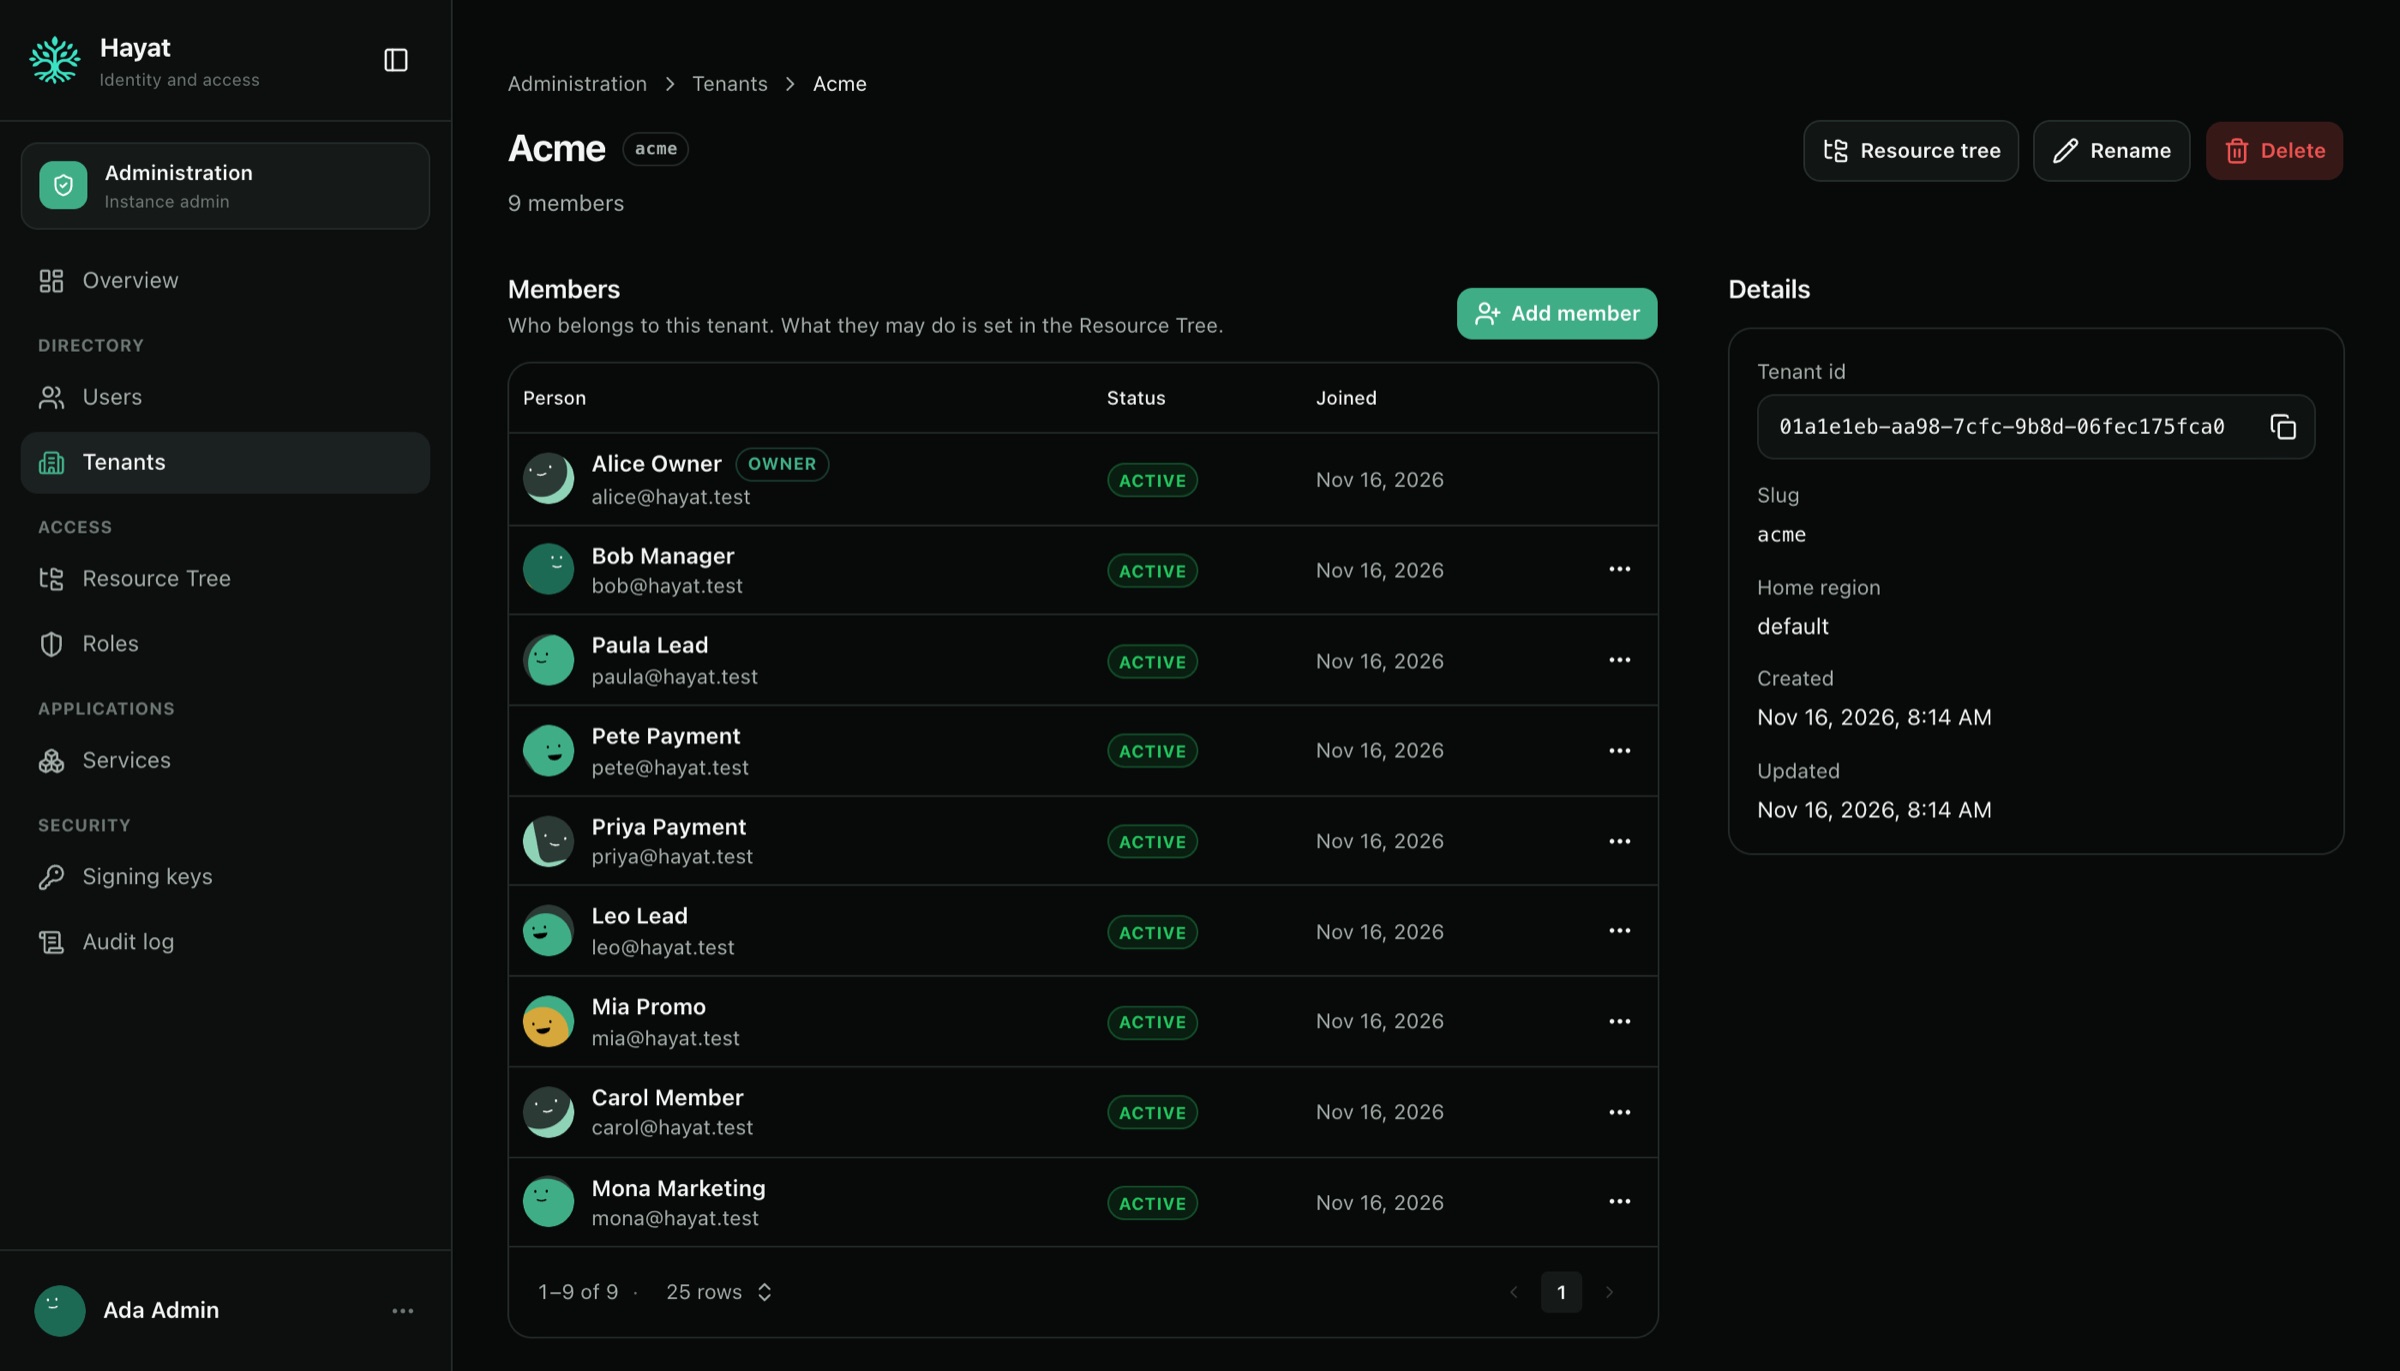 Hayat
Identity and access
Administration
Instance admin
Overview
DIRECTORY
Users
Tenants
ACCESS
Resource Tree
Roles
APPLICATIONS
Services
SECURITY
Signing keys
Audit log
Ada Admin
Administration > Tenants > Acme
Acme acme
9 members
Resource tree
Rename
Delete
Members
Who belongs to this tenant. What they may do is set in the Resource Tree.
Add member
Person Status Joined
Alice Owner OWNER
alice@hayat.test
ACTIVE Nov 16, 2026
Bob Manager
bob@hayat.test
ACTIVE Nov 16, 2026
Paula Lead
paula@hayat.test
ACTIVE Nov 16, 2026
Pete Payment
pete@hayat.test
ACTIVE Nov 16, 2026
Priya Payment
priya@hayat.test
ACTIVE Nov 16, 2026
Leo Lead
leo@hayat.test
ACTIVE Nov 16, 2026
Mia Promo
mia@hayat.test
ACTIVE Nov 16, 2026
Carol Member
carol@hayat.test
ACTIVE Nov 16, 2026
Mona Marketing
mona@hayat.test
ACTIVE Nov 16, 2026
1–9 of 9 · 25 rows
1
Details
Tenant id
01a1e1eb-aa98-7cfc-9b8d-06fec175fca0
Slug
acme
Home region
default
Created
Nov 16, 2026, 8:14 AM
Updated
Nov 16, 2026, 8:14 AM